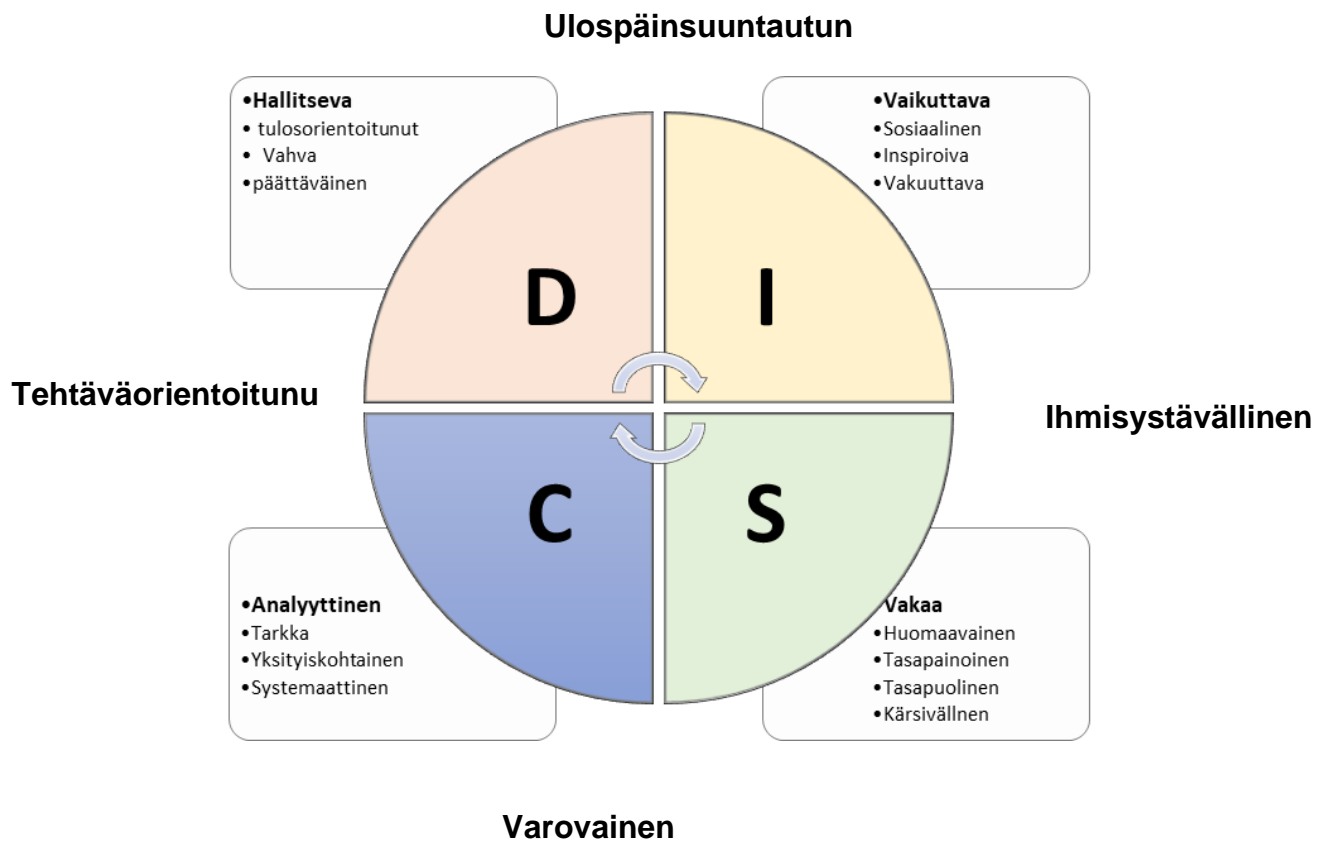 Ulospäinsuuntautun
•Hallitseva
• tulosorientoitunut
• Vahva
•päättäväinen
•Vaikuttava
•Sosiaalinen
•Inspiroiva
•Vakuuttava
D
I
Tehtäväorientoitunu
Ihmisystävällinen
C
S
•Analyyttinen
•Tarkka
•Yksityiskohtainen
•Systemaattinen
Vakaa
•Huomaavainen
•Tasapainoinen
•Tasapuolinen
•Kärsivällnen
Varovainen